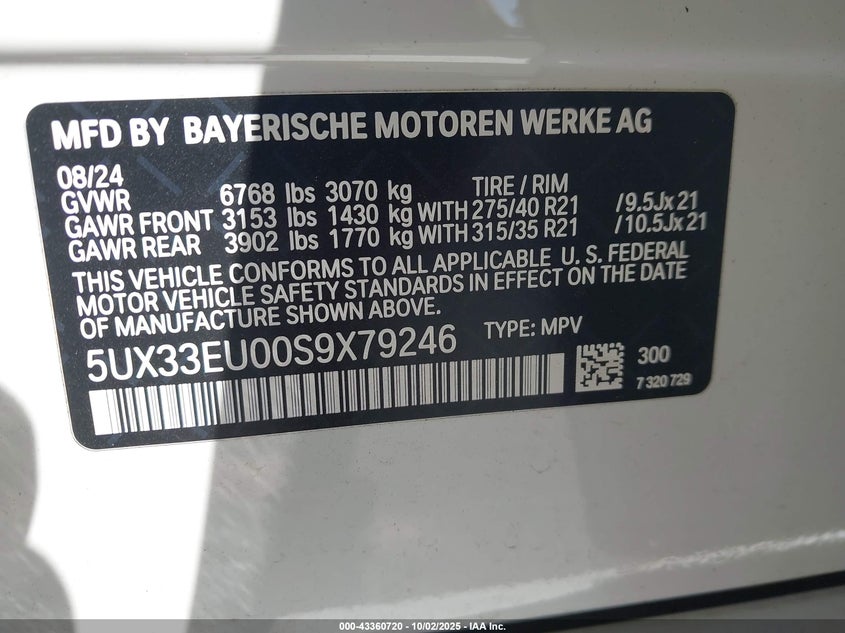 MFD BY BAYERISCHE MOTOREN WERKE AG
08/24 TIRE / RIM
GVWR 6768 lbs 3070 kg
GAWR FRONT 3153 lbs 1430 kg WITH 275/40 R21 /9.5Jx21
GAWR REAR 3902 lbs 1770 kg WITH 315/35 R21 /10.5Jx21
THIS VEHICLE CONFORMS TO ALL APPLICABLE U. S. FEDERAL
MOTOR VEHICLE SAFETY STANDARDS IN EFFECT ON THE DATE
OF MANUFACTURE SHOWN ABOVE.
5UX33EU00S9X79246 TYPE: MPV
300
7 320 729
000-43360720 - 10/02/2025 - IAA Inc.